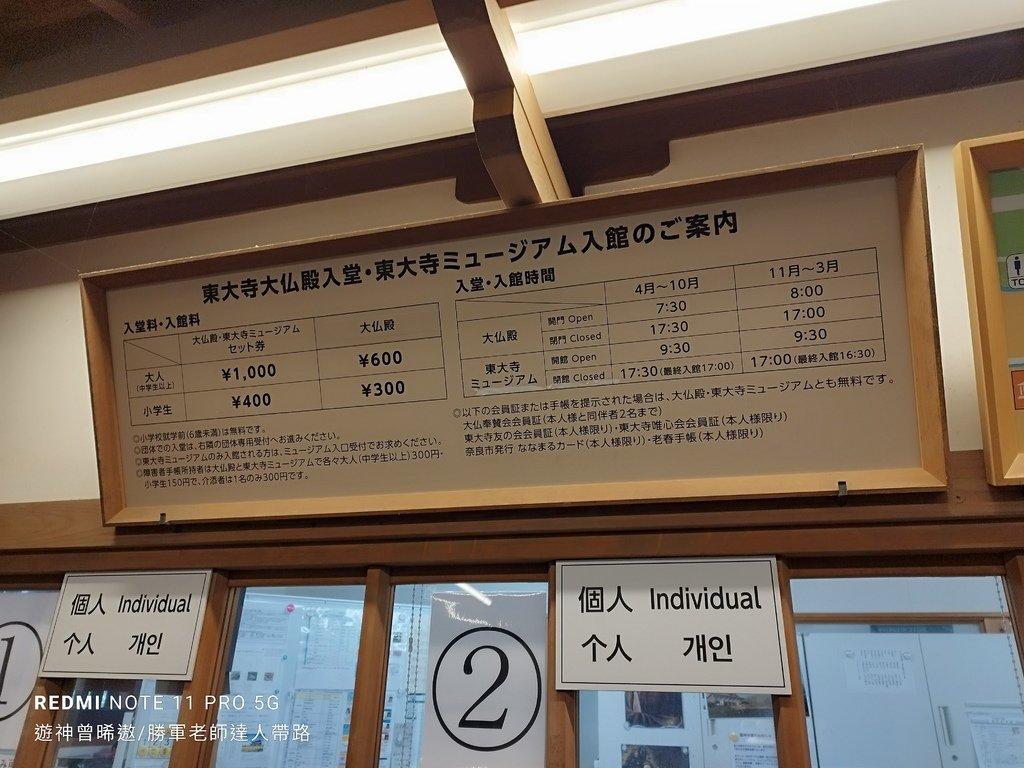 東大寺大仏殿入堂・東大寺ミュージアム入館のご案内
入堂料・入館料
大仏殿・東大寺ミュージアム
セット券
大仏殿
大人
(中学生以上)
¥1,000
¥600
小学生
¥400
¥300
◎小学校就学前(6歳未満)は無料です。
◎団体での入堂は、右隣の団体専用受付へお進みください。
◎東大寺ミュージアムのみ入館される方は、ミュージアム入口受付でお求めください。
◎障害者手帳所持者は大仏殿と東大寺ミュージアムで各々大人(中学生以上)300円・
小学生150円で、介添者は1名のみ300円です。
入堂・入館時間
4月〜10月
11月〜3月
大仏殿
開門 Open
7:30
8:00
閉門 Closed
17:30
17:00
東大寺
ミュージアム
開館 Open
9:30
9:30
閉館 Closed
17:30(最終入館17:00)
17:00(最終入館16:30)
◎以下の会員証または手帳を提示された場合は、大仏殿・東大寺ミュージアムとも無料です。
大仏奉賛会会員証(本人様と同伴者2名まで)
東大寺友の会会員証(本人様限り)・東大寺唯心会会員証(本人様限り)
奈良市発行 ななまるカード(本人様限り)・老春手帳(本人様限り)
個人 Individual
个人 개인
個人 Individual
个人 개인
1
2
REDMI NOTE 11 PRO 5G
遊神曾晞遨/勝軍老師達人帶路